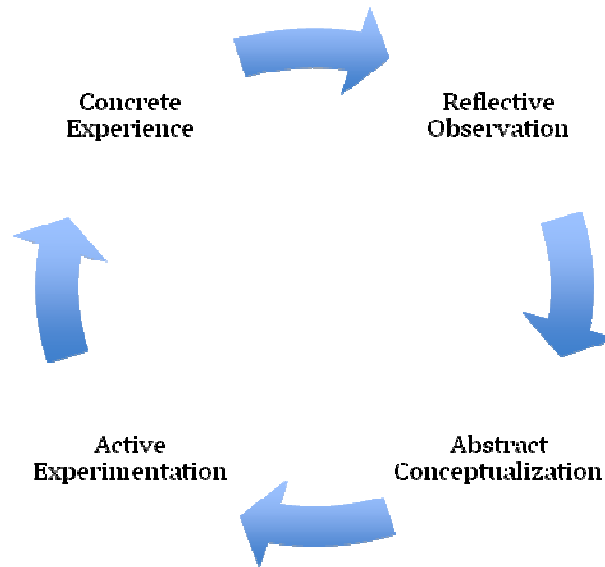 Concrete
Experience
Reflective
Observation
Active
Experimentation
Abstract
Conceptualization